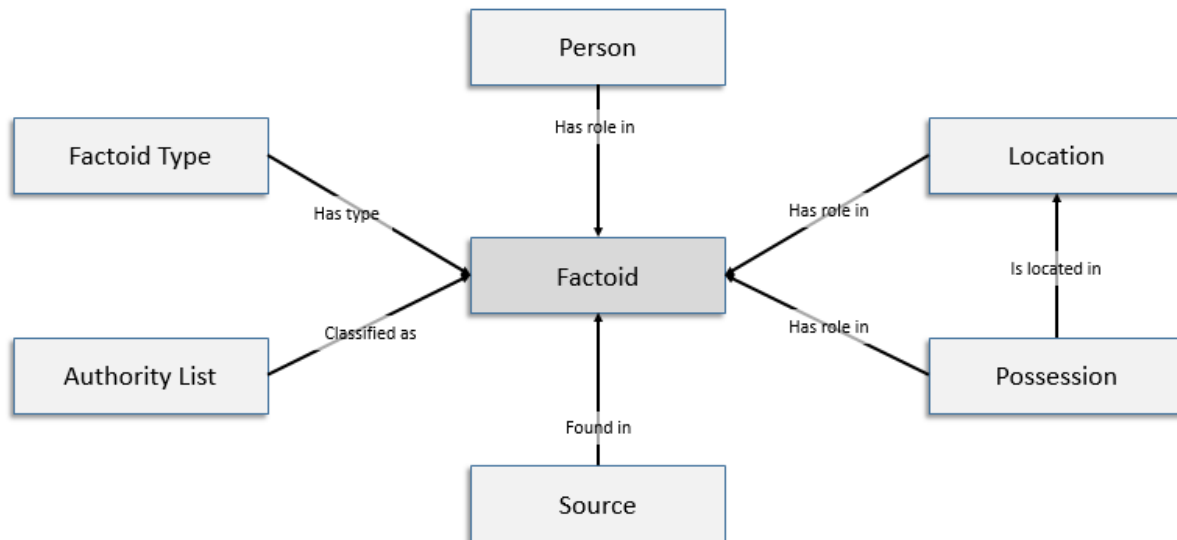 Person
Has role in
Factoid Type
Location
Has type
Has role in
Factoid
Is located in
Classified as
Has role in
Authority List
Possession
Found in
Source